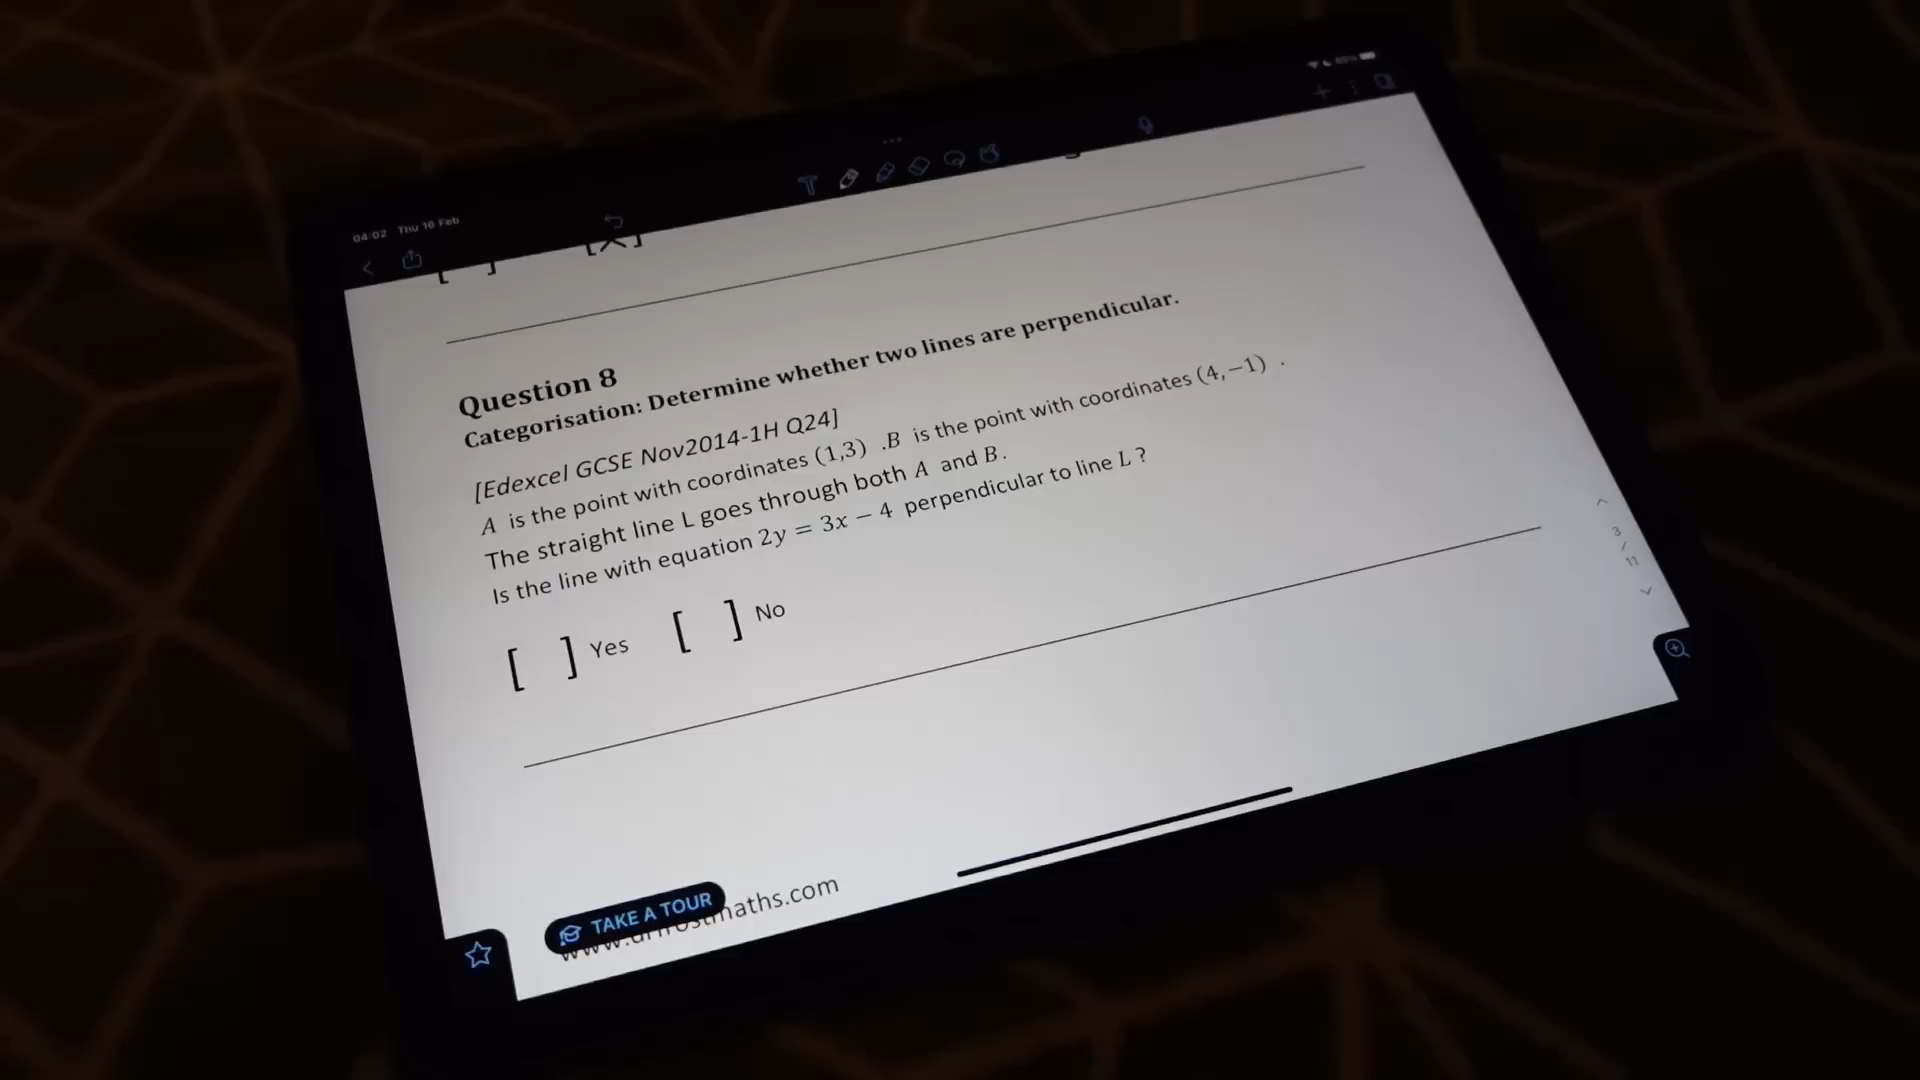 04:02 Thu 16 Feb
Question 8
Categorisation: Determine whether two lines are perpendicular.
[Edexcel GCSE Nov2014-1H Q24]
A is the point with coordinates (1,3) .B is the point with coordinates (4,−1) .
The straight line L goes through both A and B.
Is the line with equation 2y = 3x − 4 perpendicular to line L ?
[ ] Yes [ ] No
3
/
11
TAKE A TOUR